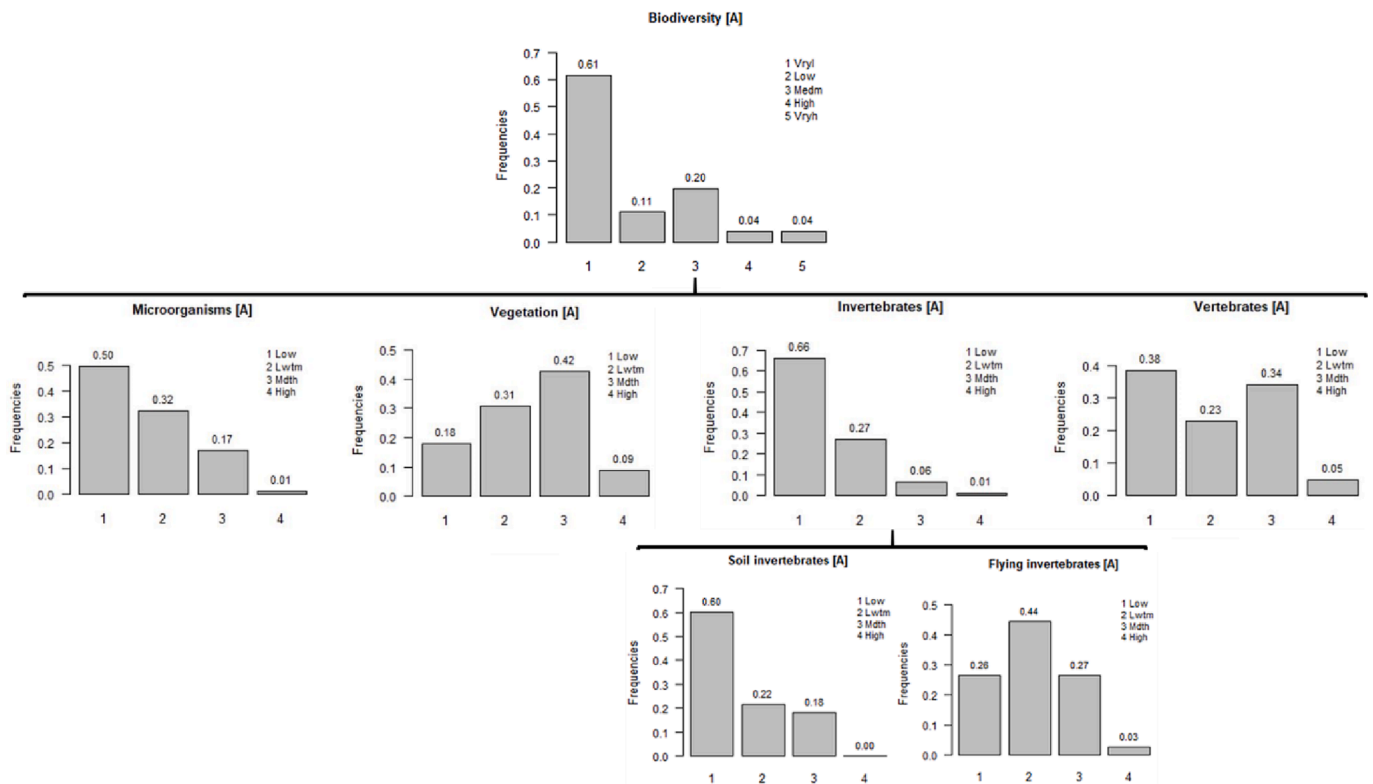 Biodiversity [A]
Frequencies
0.7
0.6
0.5
0.4
0.3
0.2
0.1
0.0
0.61
0.11
0.20
0.04
0.04
1 Vryl
2 Low
3 Medm
4 High
5 Vryh
1 2 3 4 5
Microorganisms [A]
Frequencies
0.5
0.4
0.3
0.2
0.1
0.0
0.50
0.32
0.17
0.01
1 Low
2 Lwtm
3 Mdth
4 High
1 2 3 4
Vegetation [A]
Frequencies
0.5
0.4
0.3
0.2
0.1
0.0
0.18
0.31
0.42
0.09
1 Low
2 Lwtm
3 Mdth
4 High
1 2 3 4
Invertebrates [A]
Frequencies
0.7
0.6
0.5
0.4
0.3
0.2
0.1
0.0
0.66
0.27
0.06
0.01
1 Low
2 Lwtm
3 Mdth
4 High
1 2 3 4
Vertebrates [A]
Frequencies
0.4
0.3
0.2
0.1
0.0
0.38
0.23
0.34
0.05
1 Low
2 Lwtm
3 Mdth
4 High
1 2 3 4
Soil invertebrates [A]
Frequencies
0.7
0.6
0.5
0.4
0.3
0.2
0.1
0.0
0.60
0.22
0.18
0.00
1 Low
2 Lwtm
3 Mdth
4 High
1 2 3 4
Flying invertebrates [A]
Frequencies
0.5
0.4
0.3
0.2
0.1
0.0
0.26
0.44
0.27
0.03
1 Low
2 Lwtm
3 Mdth
4 High
1 2 3 4